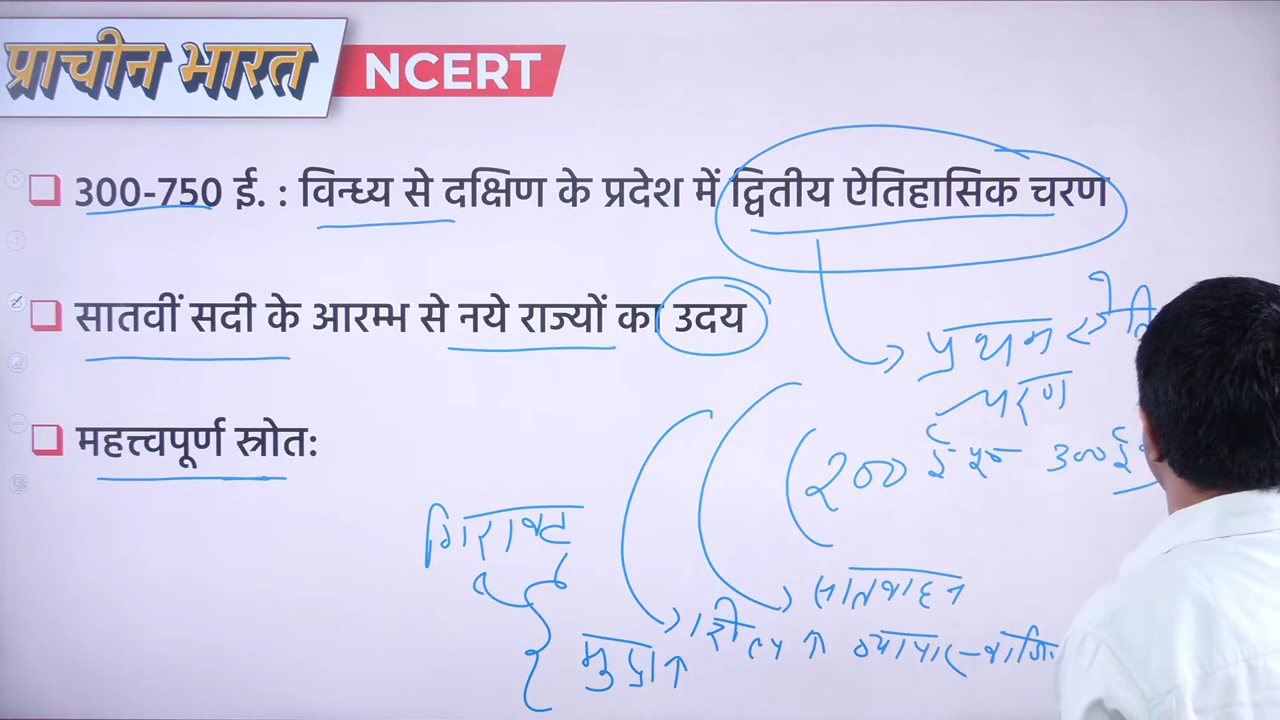 प्राचीन भारत NCERT
300-750 ई. : विन्ध्य से दक्षिण के प्रदेश में द्वितीय ऐतिहासिक चरण
सातवीं सदी के आरम्भ से नये राज्यों का उदय
महत्त्वपूर्ण स्रोतः
प्रथम
चरण
(200 ई पू 300 ई
गिरावट
सातवाहन
मुद्रा↑ शिल्प ↑ व्यापार-वाणि